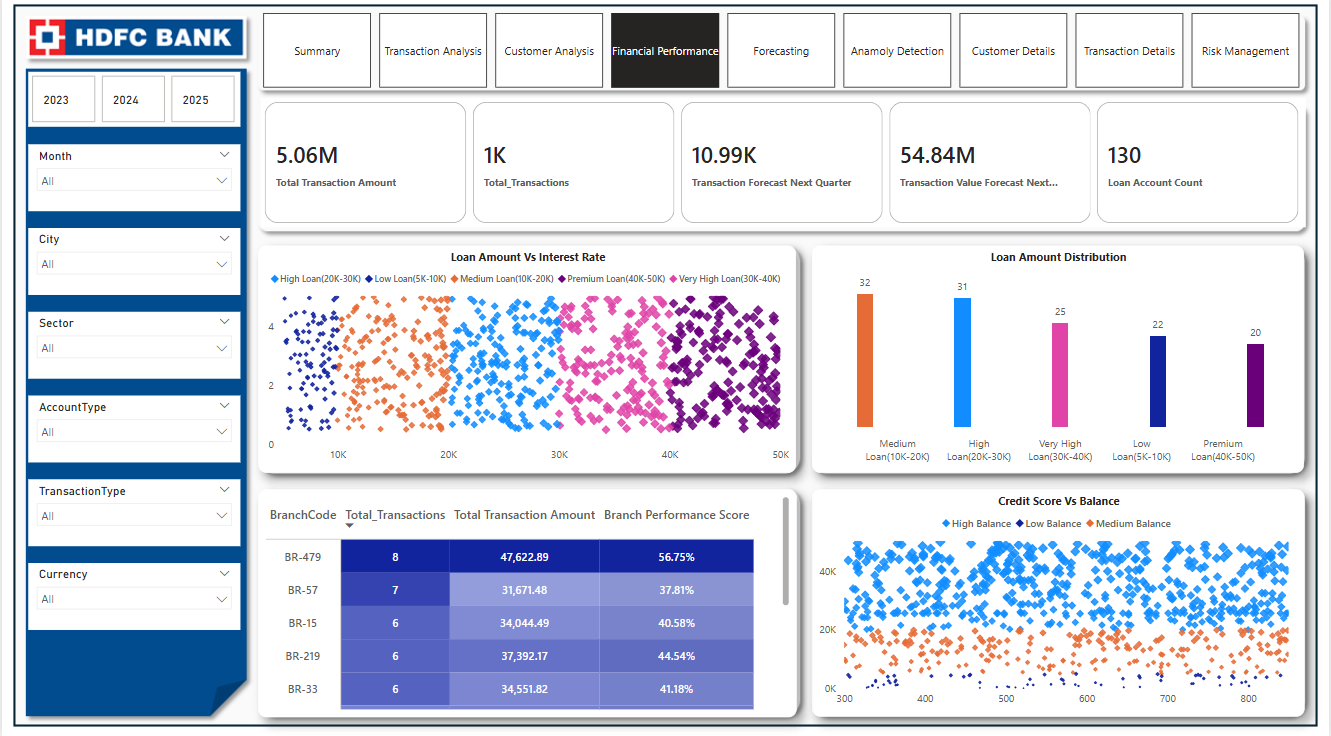 HDFC BANK
Summary
Transaction Analysis
Customer Analysis
Financial Performance
Forecasting
Anamoly Detection
Customer Details
Transaction Details
Risk Management
2023
2024
2025
Month
All
City
All
Sector
All
AccountType
All
TransactionType
All
Currency
All
5.06M
Total Transaction Amount
1K
Total_Transactions
10.99K
Transaction Forecast Next Quarter
54.84M
Transaction Value Forecast Next...
130
Loan Account Count
Loan Amount Vs Interest Rate
High Loan(20K-30K) Low Loan(5K-10K) Medium Loan(10K-20K) Premium Loan(40K-50K) Very High Loan(30K-40K)
4
2
0
10K 20K 30K 40K 50K
Loan Amount Distribution
32
31
25
22
20
Medium
Loan(10K-20K)
High
Loan(20K-30K)
Very High
Loan(30K-40K)
Low
Loan(5K-10K)
Premium
Loan(40K-50K)
BranchCode Total_Transactions Total Transaction Amount Branch Performance Score
BR-479 8 47,622.89 56.75%
BR-57 7 31,671.48 37.81%
BR-15 6 34,044.49 40.58%
BR-219 6 37,392.17 44.54%
BR-33 6 34,551.82 41.18%
Credit Score Vs Balance
High Balance Low Balance Medium Balance
40K
20K
0K
300 400 500 600 700 800